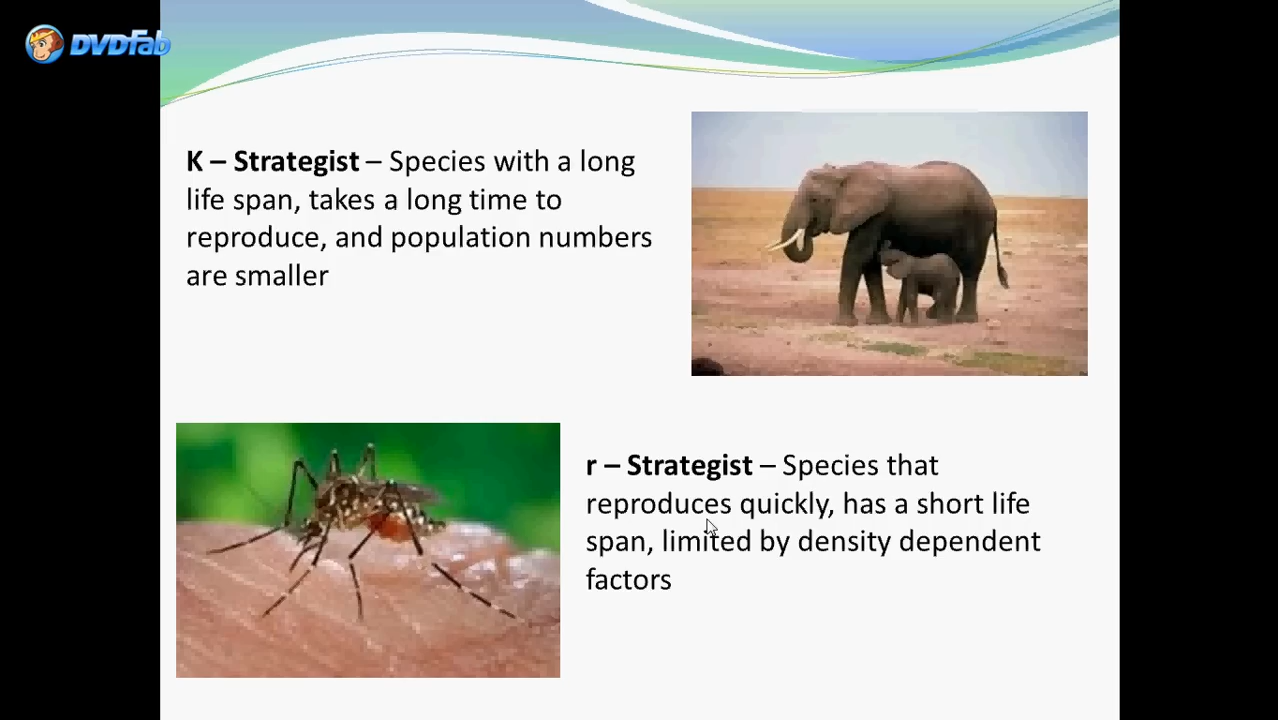 DVDFab
K – Strategist – Species with a long
life span, takes a long time to
reproduce, and population numbers
are smaller
r – Strategist – Species that
reproduces quickly, has a short life
span, limited by density dependent
factors